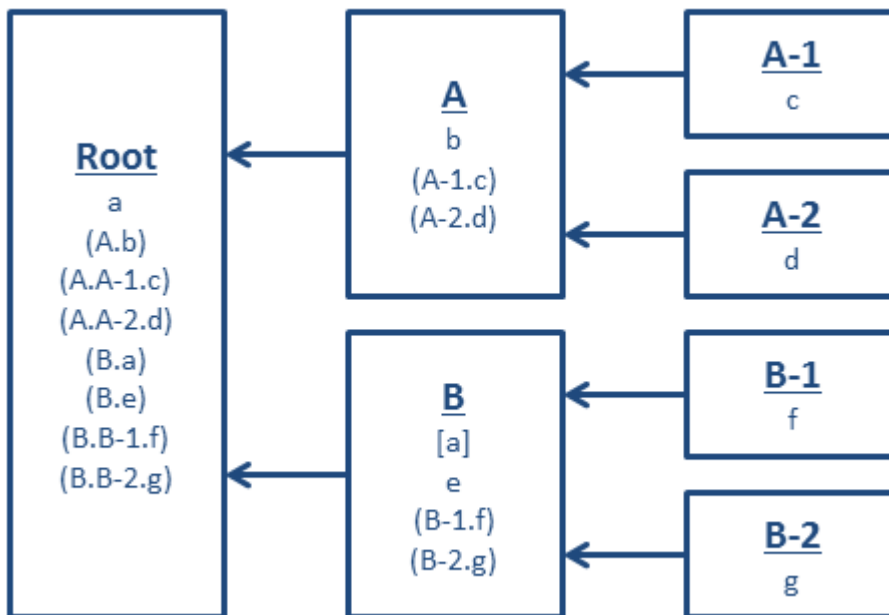 Root
a
(A.b)
(A.A-1.c)
(A.A-2.d)
(B.a)
(B.e)
(B.B-1.f)
(B.B-2.g)
A
b
(A-1.c)
(A-2.d)
B
[a]
e
(B-1.f)
(B-2.g)
A-1
c
A-2
d
B-1
f
B-2
g